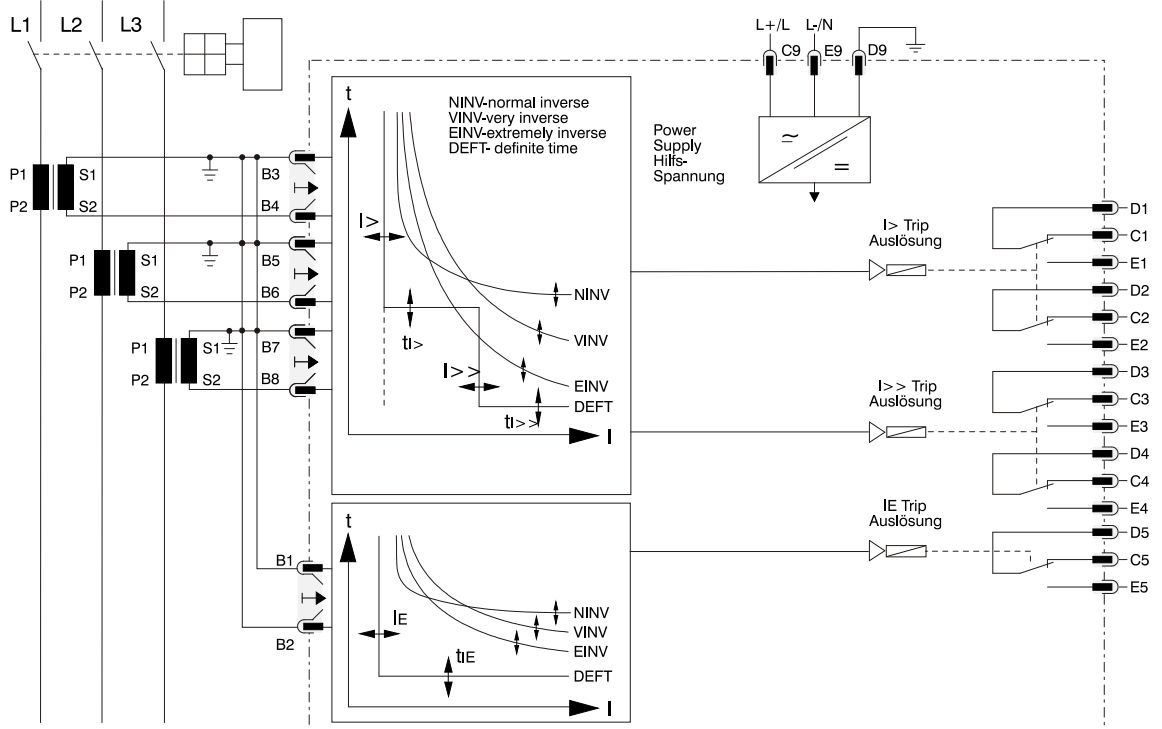 L1 L2 L3
L+/L L-/N
C9 E9 D9
t
NINV-normal inverse
VINV-very inverse
EINV-extremely inverse
DEFT- definite time
Power
Supply
Hilfs-
Spannung
≃
=
P1 S1
P2 S2
B3
B4
P1 S1
P2 S2
B5
B6
P1 S1
P2 S2
B7
B8
I>
tI>
I>>
tI>>
NINV
VINV
EINV
DEFT
I
I> Trip
Auslösung
I>> Trip
Auslösung
IE Trip
Auslösung
D1
C1
E1
D2
C2
E2
D3
C3
E3
D4
C4
E4
D5
C5
E5
B1
B2
t
IE
tIE
NINV
VINV
EINV
DEFT
I